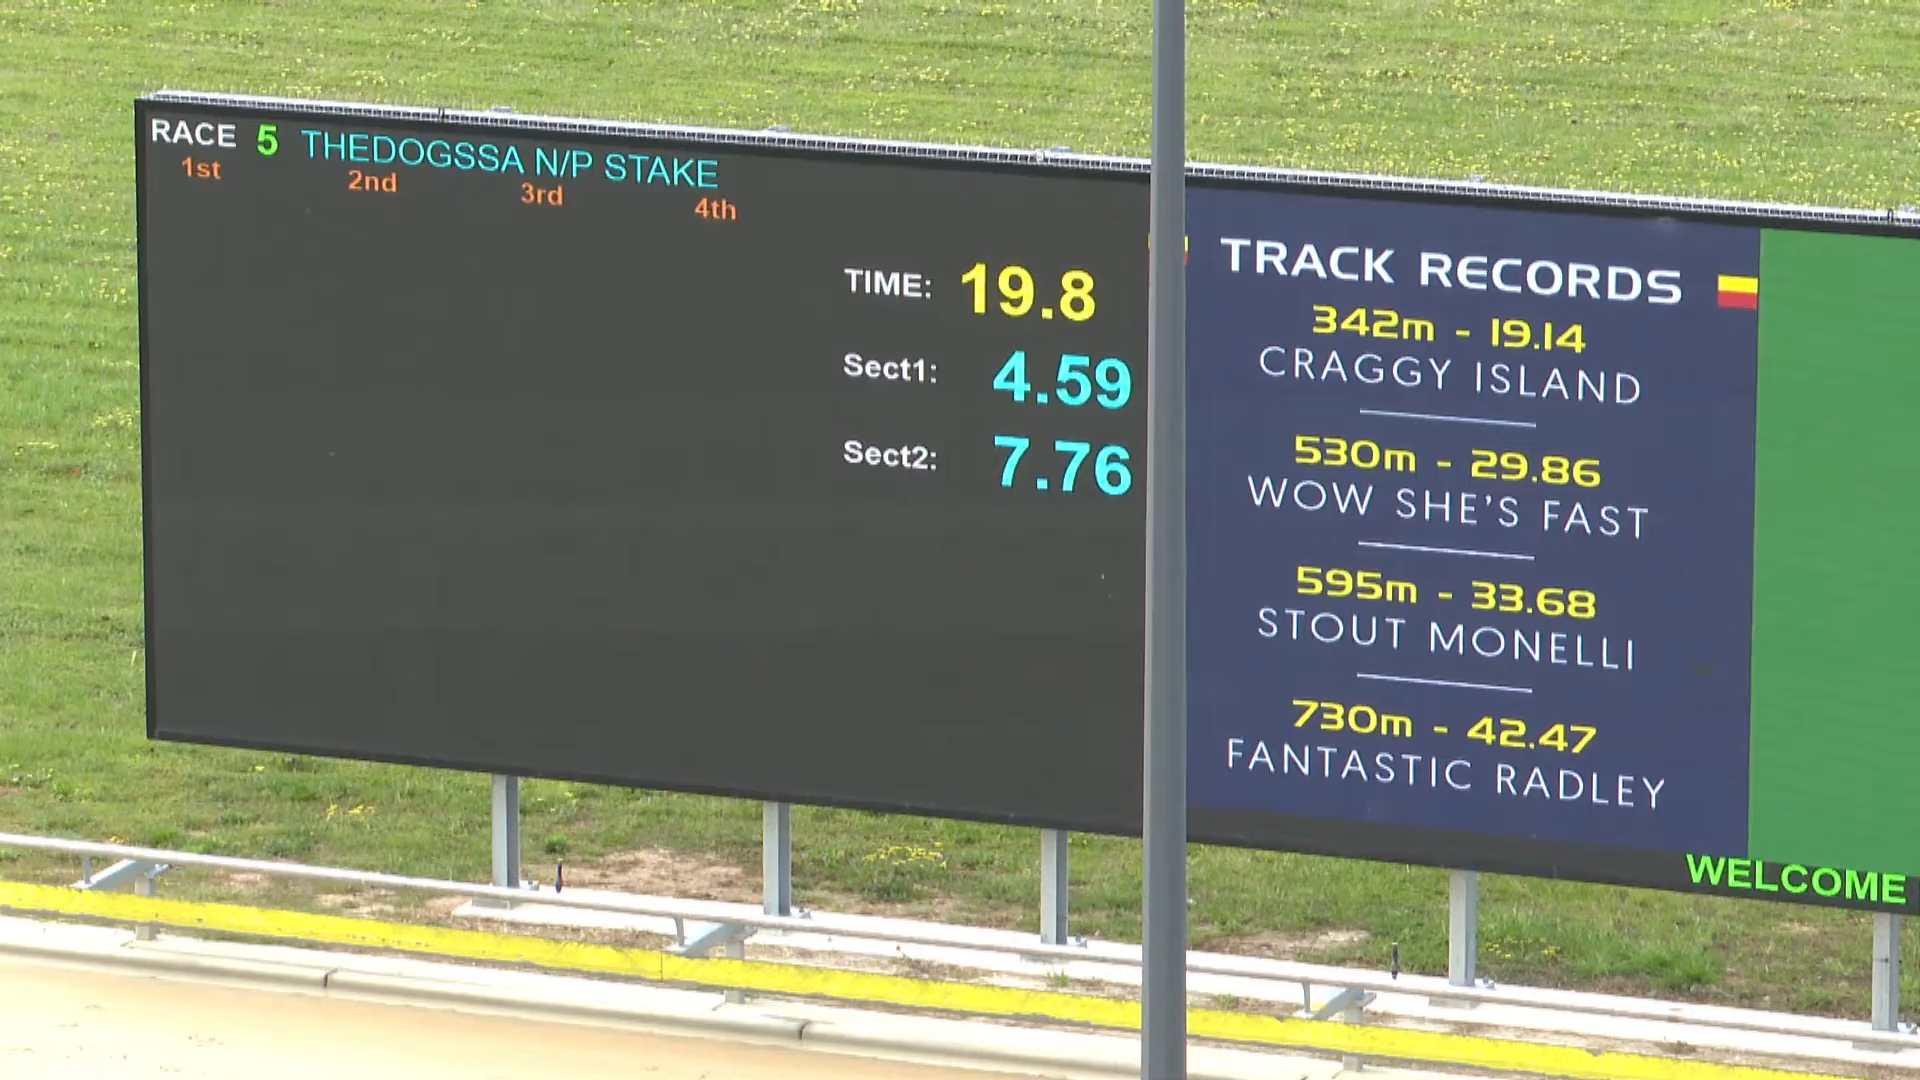 RACE 5 THEDOGSSA N/P STAKE
1st 2nd 3rd 4th
TIME: 19.8
Sect1: 4.59
Sect2: 7.76
TRACK RECORDS
342m - 19.14
CRAGGY ISLAND
530m - 29.86
WOW SHE'S FAST
595m - 33.68
STOUT MONELLI
730m - 42.47
FANTASTIC RADLEY
WELCOME